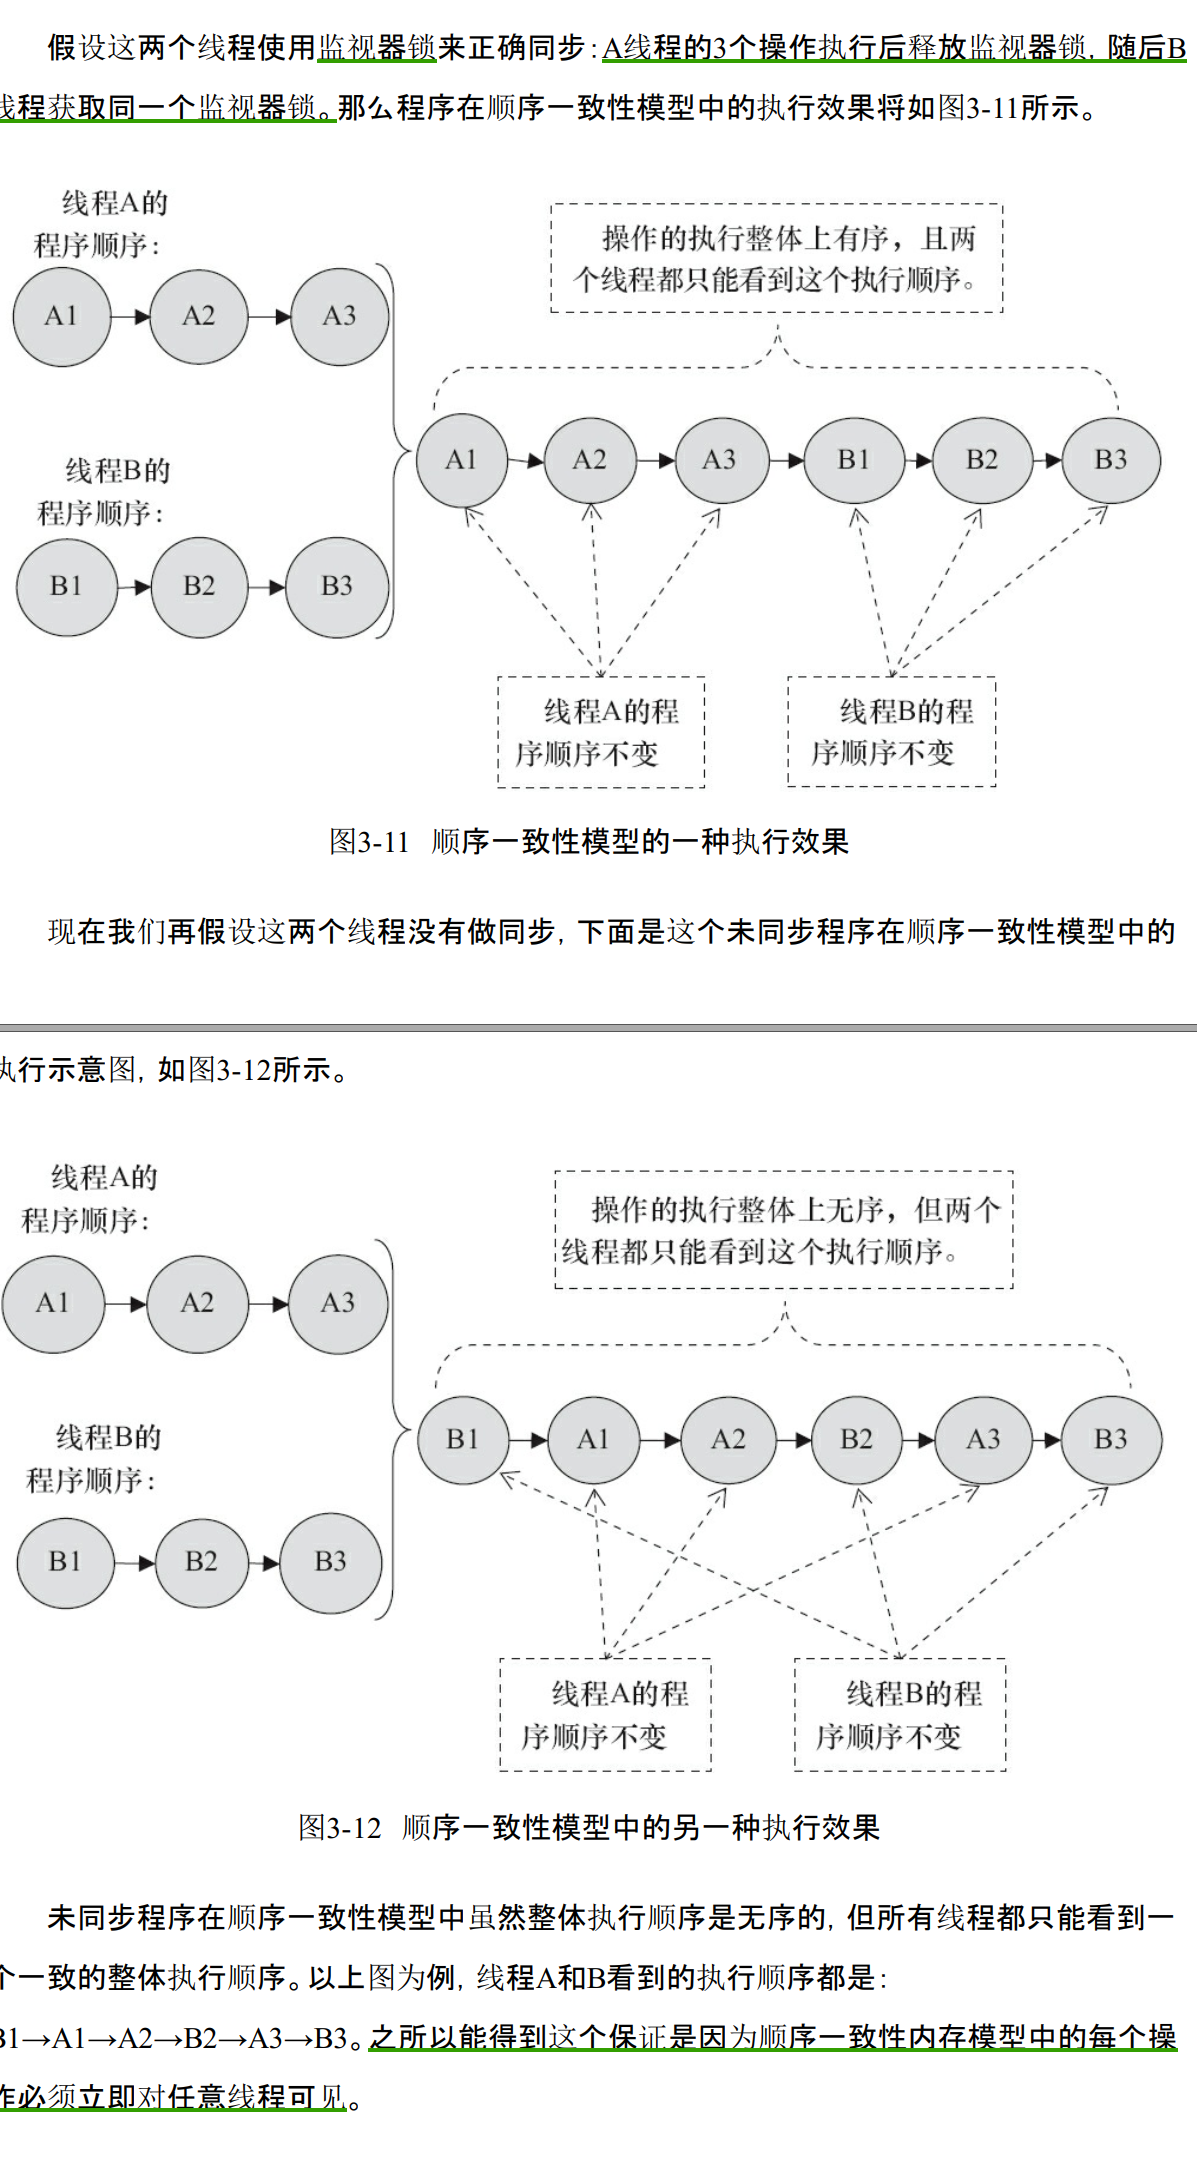 假设这两个线程使用监视器锁来正确同步:A线程的3个操作执行后释放监视器锁, 随后B
线程获取同一个监视器锁。那么程序在顺序一致性模型中的执行效果将如图3-11所示。
线程A的
程序顺序:
操作的执行整体上有序，且两
个线程都只能看到这个执行顺序。
A1 A2 A3
A1 A2 A3 B1 B2 B3
线程B的
程序顺序:
B1 B2 B3
线程A的程
序顺序不变
线程B的程
序顺序不变
图3-11 顺序一致性模型的一种执行效果
现在我们再假设这两个线程没有做同步, 下面是这个未同步程序在顺序一致性模型中的
执行示意图, 如图3-12所示。
线程A的
程序顺序:
操作的执行整体上无序，但两个
线程都只能看到这个执行顺序。
A1 A2 A3
B1 A1 A2 B2 A3 B3
线程B的
程序顺序:
B1 B2 B3
线程A的程
序顺序不变
线程B的程
序顺序不变
图3-12 顺序一致性模型中的另一种执行效果
未同步程序在顺序一致性模型中虽然整体执行顺序是无序的, 但所有线程都只能看到一
个一致的整体执行顺序。以上图为例, 线程A和B看到的执行顺序都是:
B1→A1→A2→B2→A3→B3。之所以能得到这个保证是因为顺序一致性内存模型中的每个操
作必须立即对任意线程可见。